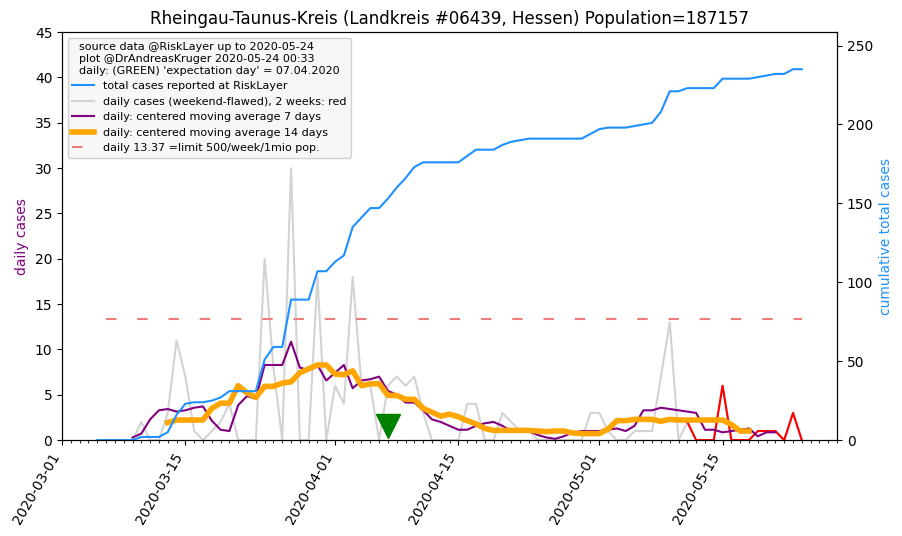 Rheingau-Taunus-Kreis (Landkreis #06439, Hessen) Population=187157
source data @RiskLayer up to 2020-05-24
plot @DrAndreasKruger 2020-05-24 00:33
daily: (GREEN) 'expectation day' = 07.04.2020
total cases reported at RiskLayer
daily cases (weekend-flawed), 2 weeks: red
daily: centered moving average 7 days
daily: centered moving average 14 days
daily 13.37 =limit 500/week/1mio pop.
daily cases
45
40
35
30
25
20
15
10
5
0
cumulative total cases
250
200
150
100
50
0
2020-03-01
2020-03-15
2020-04-01
2020-04-15
2020-05-01
2020-05-15